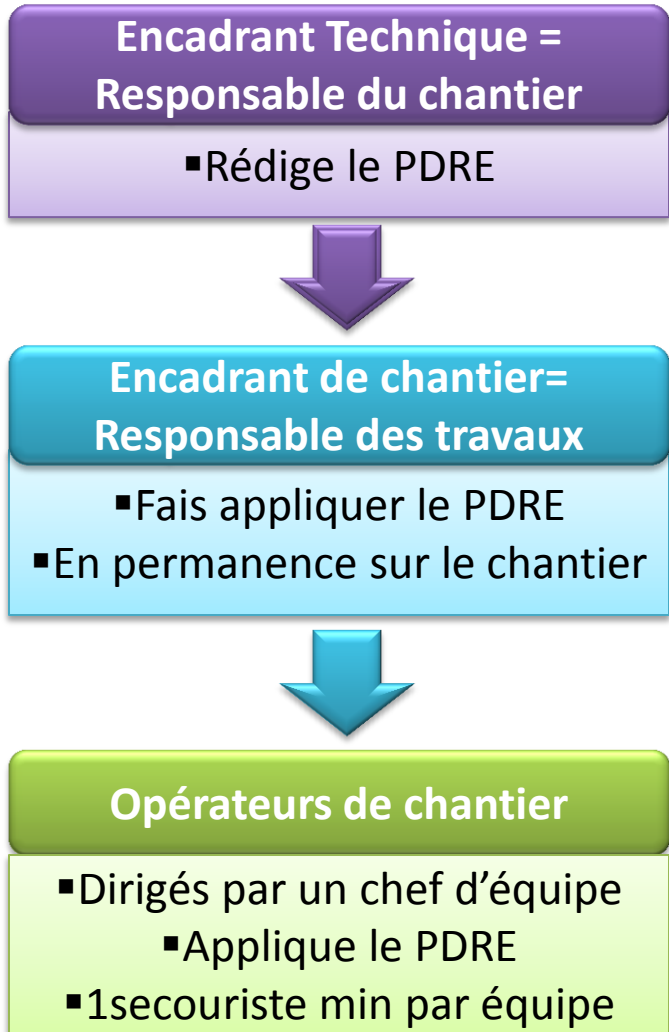 Encadrant Technique =
Responsable du chantier
▪Rédige le PDRE
Encadrant de chantier=
Responsable des travaux
▪Fais appliquer le PDRE
▪En permanence sur le chantier
Opérateurs de chantier
▪Dirigés par un chef d’équipe
▪Applique le PDRE
▪1secouriste min par équipe